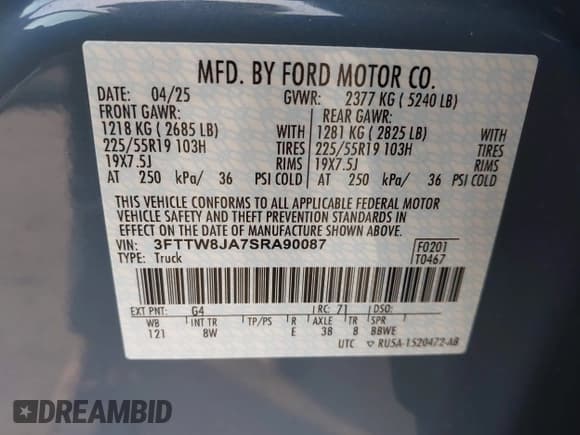 MFD. BY FORD MOTOR CO.
DATE: 04/25 GVWR: 2377 KG ( 5240 LB)
FRONT GAWR: REAR GAWR:
1218 KG ( 2685 LB) WITH 1281 KG ( 2825 LB) WITH
225/55R19 103H TIRES 225/55R19 103H TIRES
19X7.5J RIMS 19X7.5J RIMS
AT 250 kPa/ 36 PSI COLD AT 250 kPa/ 36 PSI COLD
THIS VEHICLE CONFORMS TO ALL APPLICABLE FEDERAL MOTOR
VEHICLE SAFETY AND THEFT PREVENTION STANDARDS IN
EFFECT ON THE DATE OF MANUFACTURE SHOWN ABOVE.
VIN: 3FTTW8JA7SRA90087 F0201
TYPE: Truck T0467
EXT PNT: G4 RC: 71 DSO:
WB INT TR TP/PS R AXLE TR SPR
121 8W E 38 8 BBWE
UTC ▽ RUSA-1520472-AB
DREAMBID